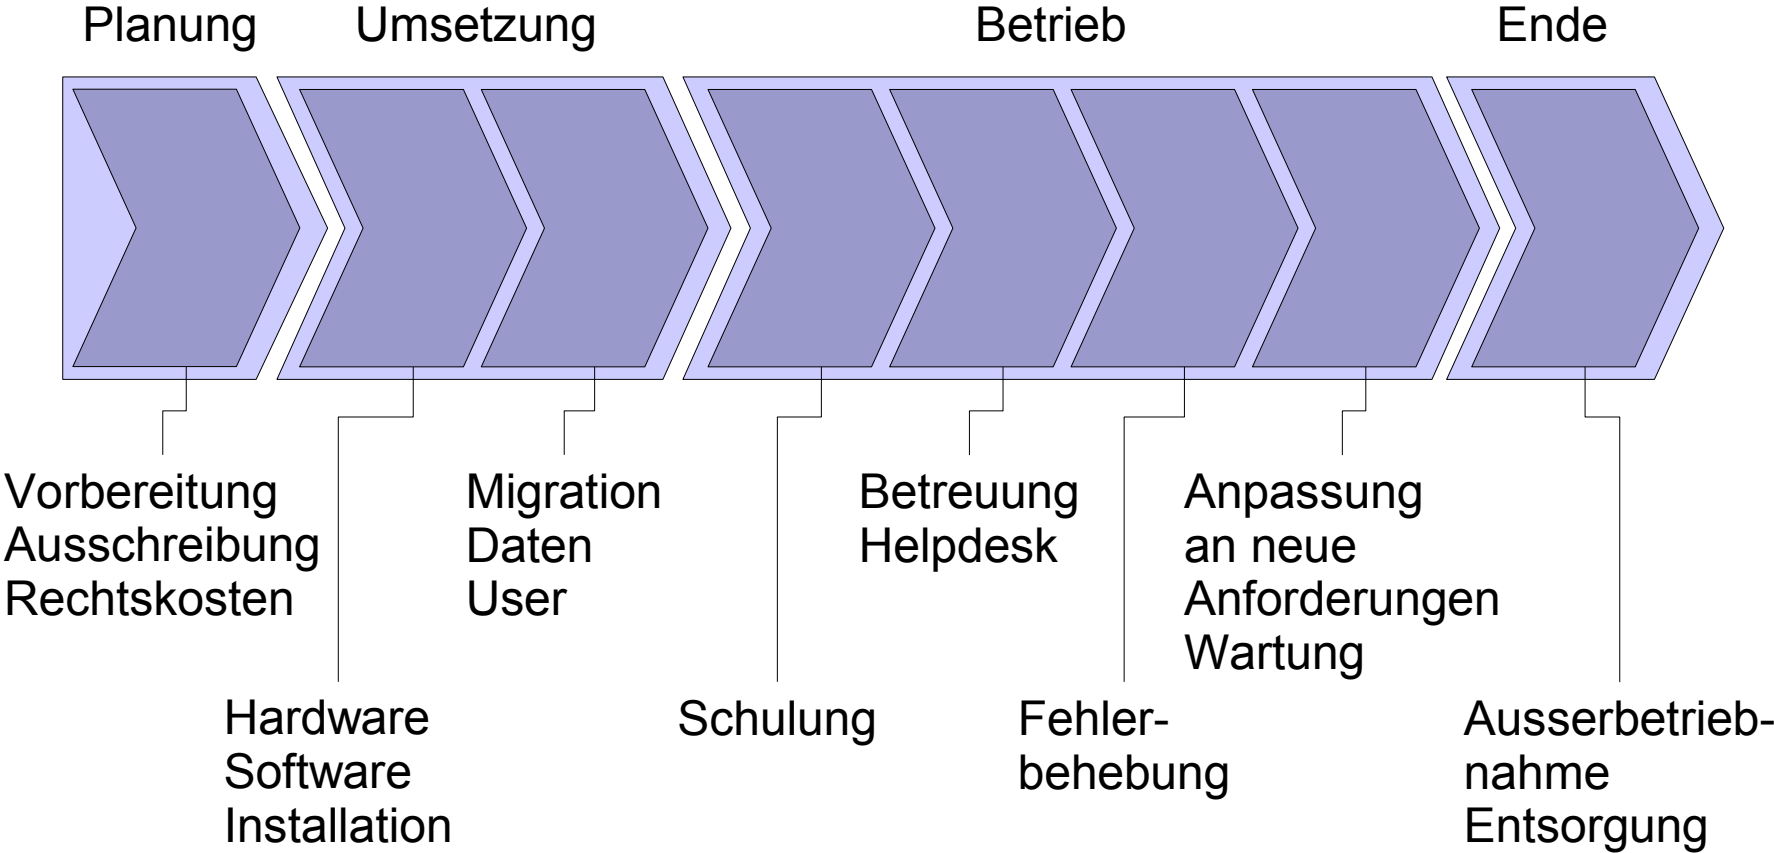 Planung
Umsetzung
Betrieb
Ende
Vorbereitung
Ausschreibung
Rechtskosten
Hardware
Software
Installation
Migration
Daten
User
Schulung
Betreuung
Helpdesk
Fehler-
behebung
Anpassung
an neue
Anforderungen
Wartung
Ausserbetrieb-
nahme
Entsorgung